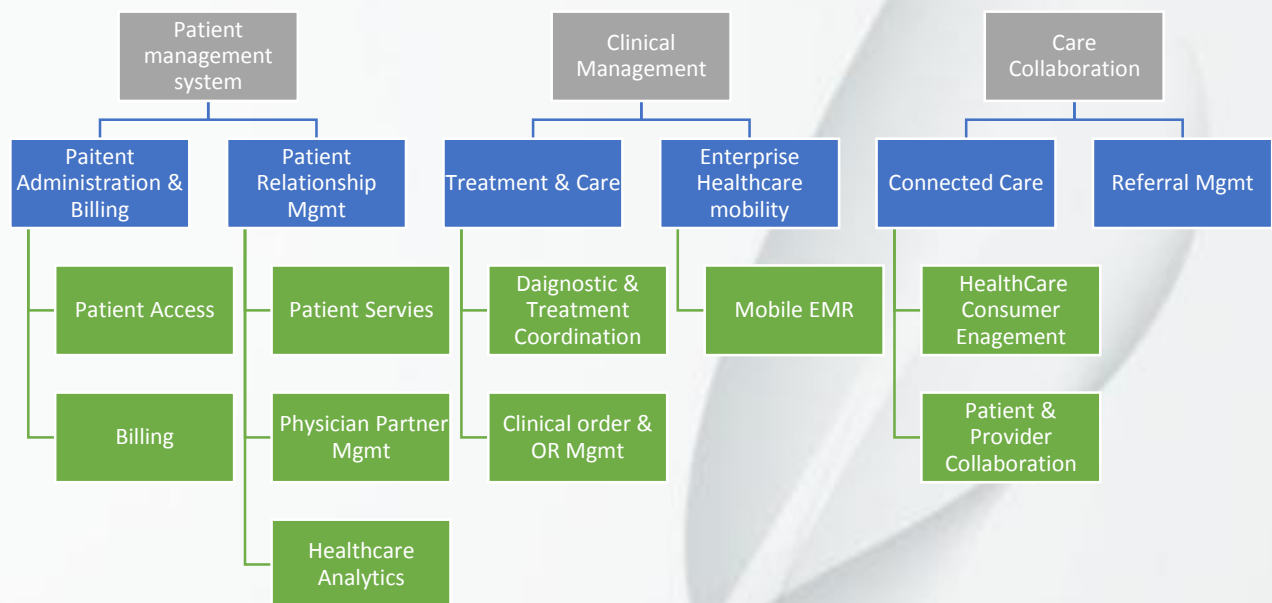 Patient
management
system
Clinical
Management
Care
Collaboration
Paitent
Administration &
Billing
Patient
Relationship
Mgmt
Treatment & Care
Enterprise
Healthcare
mobility
Connected Care
Referral Mgmt
Patient Access
Patient Servies
Daignostic &
Treatment
Coordination
Mobile EMR
HealthCare
Consumer
Enagement
Billing
Physician Partner
Mgmt
Clinical order &
OR Mgmt
Patient &
Provider
Collaboration
Healthcare
Analytics